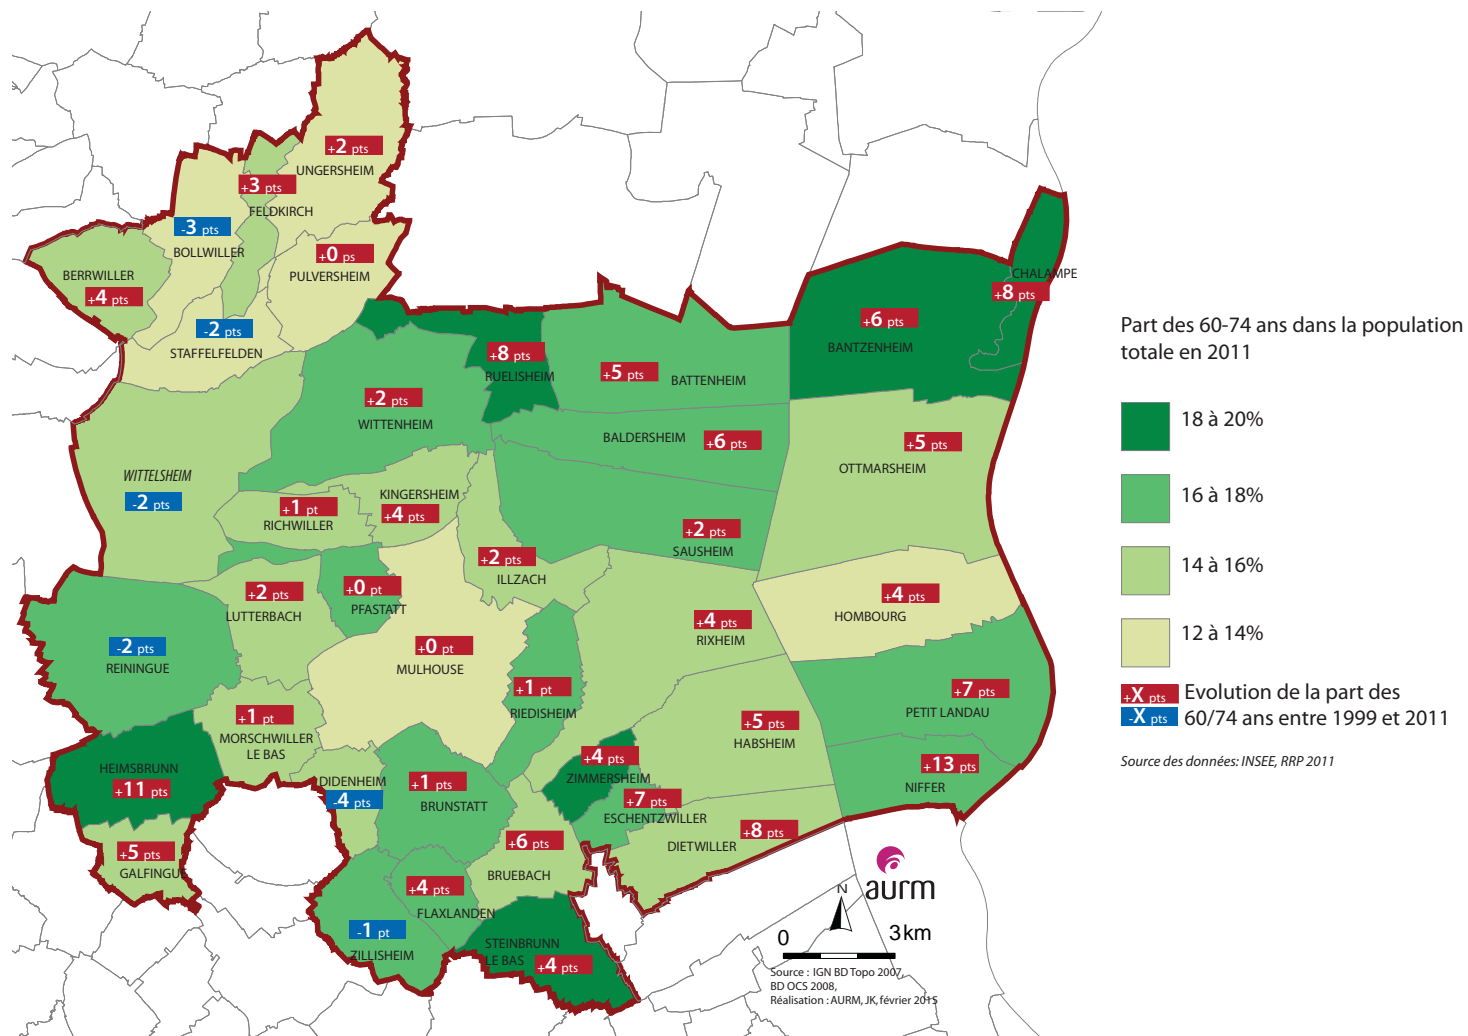 +2 pts
UNGERSHEIM
+3 pts
FELDKIRCH
-3 pts
BOLLWILLER
+0 ps
PULVERSHEIM
BERRWILLER
+4 pts
-2 pts
STAFFELFELDEN
CHALAMPE
+8 pts
+6 pts
BANTZENHEIM
+8 pts
RUELISHEIM
+5 pts
BATTENHEIM
+2 pts
WITTENHEIM
BALDERSHEIM
+6 pts
+5 pts
OTTMARSHEIM
WITTELSHEIM
-2 pts
KINGERSHEIM
+4 pts
+1 pt
RICHWILLER
+2 pts
SAUSHEIM
+2 pts
ILLZACH
+2 pts
LUTTERBACH
+0 pt
PFASTATT
+4 pts
HOMBOURG
+4 pts
RIXHEIM
-2 pts
REININGUE
+0 pt
MULHOUSE
+1 pt
RIEDISHEIM
+7 pts
PETIT LANDAU
+1 pt
MORSCHWILLER
LE BAS
+5 pts
HABSHEIM
HEIMSBRUNN
+11 pts
DIDENHEIM
-4 pts
+1 pts
BRUNSTATT
+4 pts
ZIMMERSHEIM
+13 pts
NIFFER
+7 pts
ESCHENTZWILLER
+8 pts
DIETWILLER
+5 pts
GALFINGUE
+6 pts
BRUEBACH
+4 pts
FLAXLANDEN
-1 pt
ZILLISHEIM
STEINBRUNN
LE BAS
+4 pts
Part des 60-74 ans dans la population
totale en 2011
18 à 20%
16 à 18%
14 à 16%
12 à 14%
+X pts
-X pts
Evolution de la part des
60/74 ans entre 1999 et 2011
Source des données: INSEE, RRP 2011
aurm
N
0
3 km
Source : IGN BD Topo 2007,
BD OCS 2008,
Réalisation : AURM, JK, février 2015